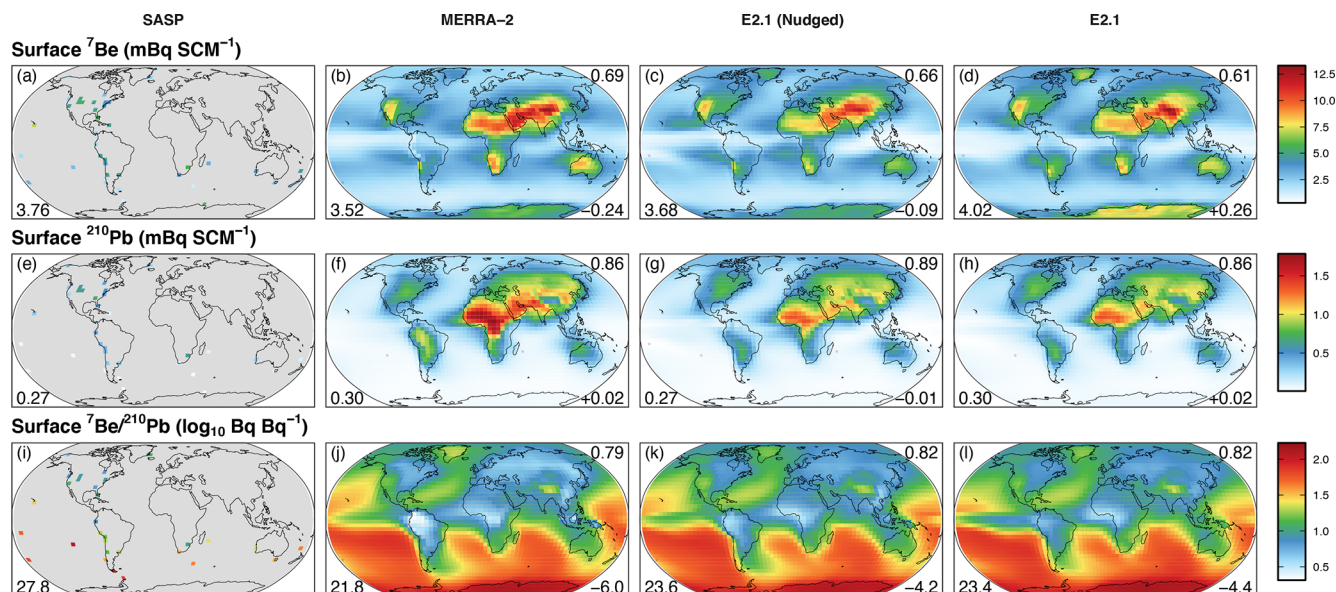 SASP MERRA−2 E2.1 (Nudged) E2.1
Surface ⁷Be (mBq SCM⁻¹)
(a) (b) 0.69 (c) 0.66 (d) 0.61
12.5
10.0
7.5
5.0
2.5
3.76 3.52 −0.24 3.68 −0.09 4.02 +0.26
Surface ²¹⁰Pb (mBq SCM⁻¹)
(e) (f) 0.86 (g) 0.89 (h) 0.86
1.5
1.0
0.5
0.27 0.30 +0.02 0.27 −0.01 0.30 +0.02
Surface ⁷Be/²¹⁰Pb (log₁₀ Bq Bq⁻¹)
(i) (j) 0.79 (k) 0.82 (l) 0.82
2.0
1.5
1.0
0.5
27.8 21.8 −6.0 23.6 −4.2 23.4 −4.4